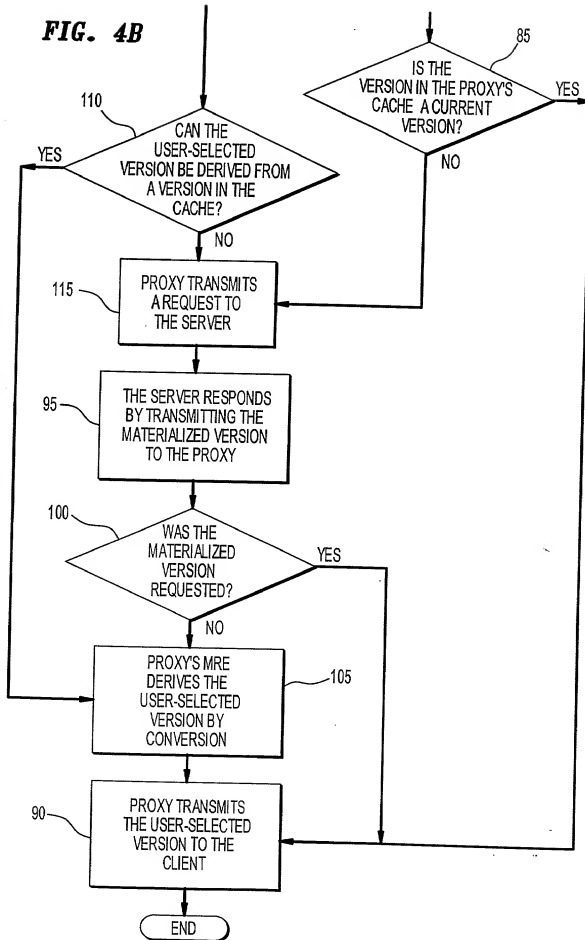 FIG. 4B
85
IS THE
VERSION IN THE PROXY'S
CACHE A CURRENT
VERSION?
YES
NO
110
CAN THE
USER-SELECTED
VERSION BE DERIVED FROM
A VERSION IN THE
CACHE?
YES
NO
115
PROXY TRANSMITS
A REQUEST TO
THE SERVER
95
THE SERVER RESPONDS
BY TRANSMITTING THE
MATERIALIZED VERSION
TO THE PROXY
100
WAS THE
MATERIALIZED
VERSION
REQUESTED?
YES
NO
PROXY'S MRE
DERIVES THE
USER-SELECTED
VERSION BY
CONVERSION
105
90
PROXY TRANSMITS
THE USER-SELECTED
VERSION TO THE
CLIENT
END